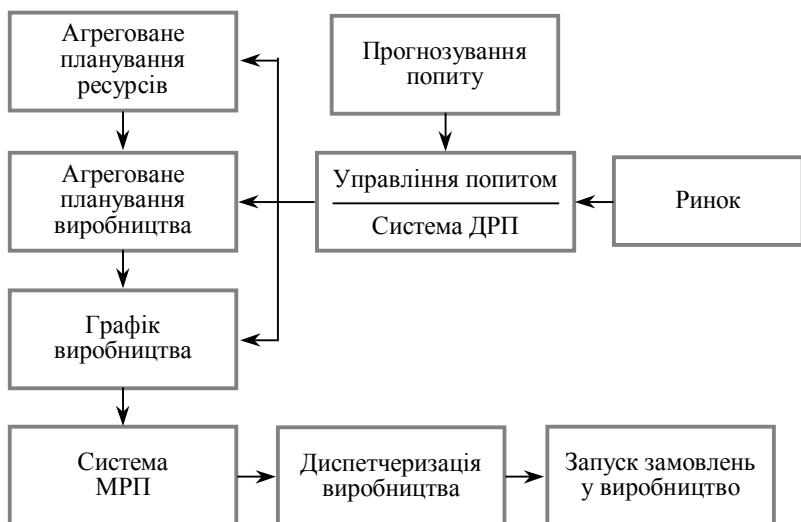 Агреговане
планування
ресурсів
Прогнозування
попиту
Агреговане
планування
виробництва
Управління попитом
Система ДРП
Ринок
Графік
виробництва
Система
МРП
Диспетчеризація
виробництва
Запуск замовлень
у виробництво